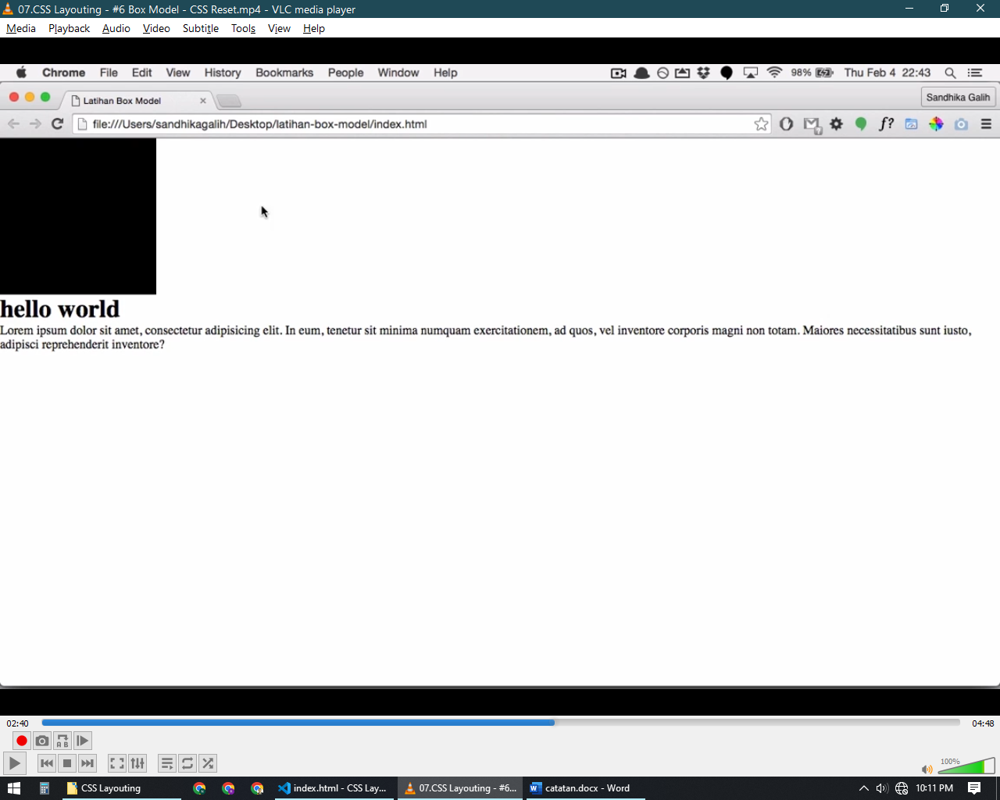 07.CSS Layouting - #6 Box Model - CSS Reset.mp4 - VLC media player
Media Playback Audio Video Subtitle Tools View Help
Chrome File Edit View History Bookmarks People Window Help 98% Thu Feb 4 22:43
Latihan Box Model Sandhika Galih
file:///Users/sandhikagalih/Desktop/latihan-box-model/index.html f?
hello world
Lorem ipsum dolor sit amet, consectetur adipisicing elit. In eum, tenetur sit minima numquam exercitationem, ad quos, vel inventore corporis magni non totam. Maiores necessitatibus sunt iusto,
adipisci reprehenderit inventore?
02:40 04:48
A B
100%
CSS Layouting index.html - CSS Lay... 07.CSS Layouting - #6... catatan.docx - Word 10:11 PM